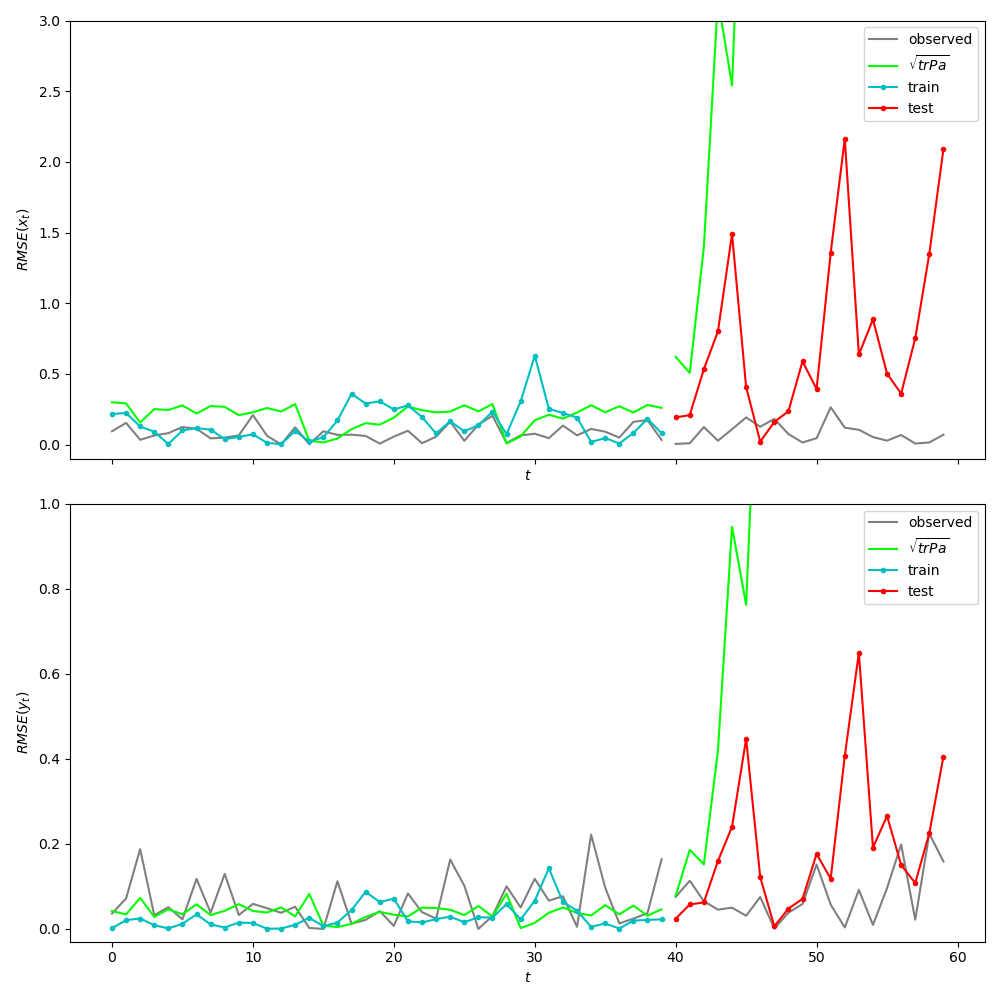 3.0
2.5
2.0
1.5
1.0
0.5
0.0
RMSE(x_t)
observed
√trPa
train
test
t
1.0
0.8
0.6
0.4
0.2
0.0
RMSE(y_t)
observed
√trPa
train
test
0 10 20 30 40 50 60
t